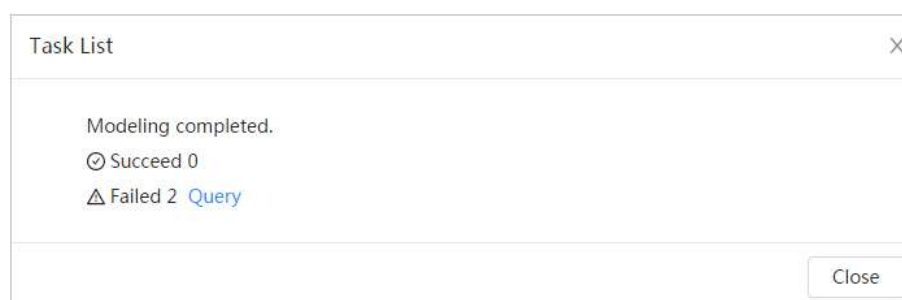 Task List
Modeling completed.
Succeed 0
Failed 2 Query
Close